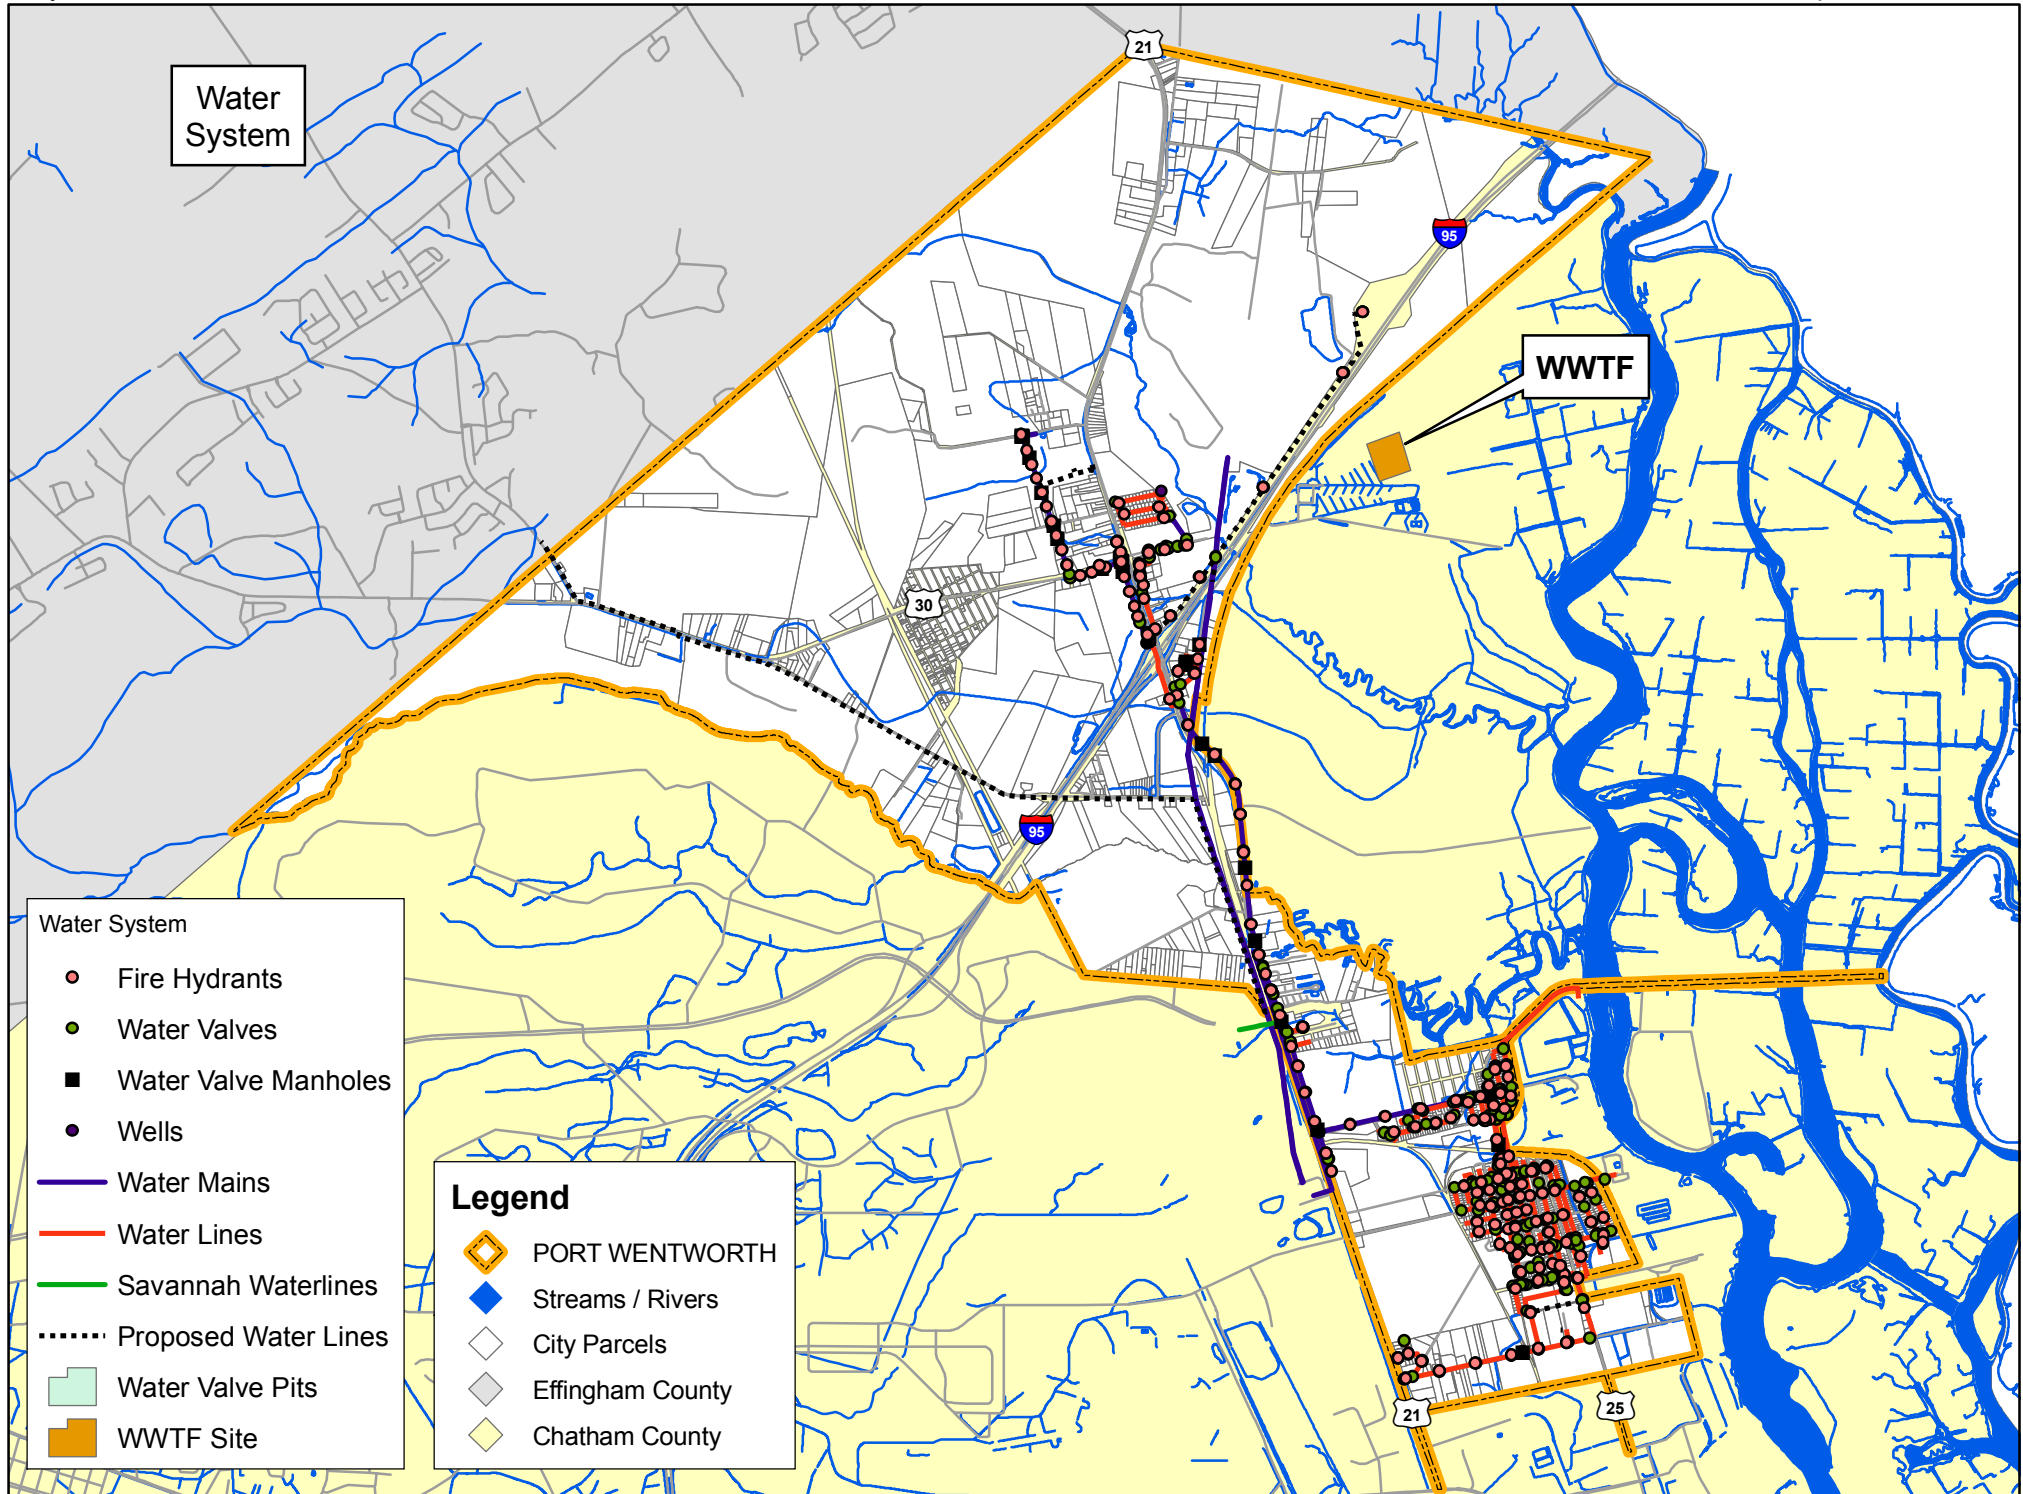 21
Water
System
95
WWTF
30
95
Water System
Fire Hydrants
Water Valves
Water Valve Manholes
Wells
Water Mains
Water Lines
Savannah Waterlines
Proposed Water Lines
Water Valve Pits
WWTF Site
Legend
PORT WENTWORTH
Streams / Rivers
City Parcels
Effingham County
Chatham County
21
25